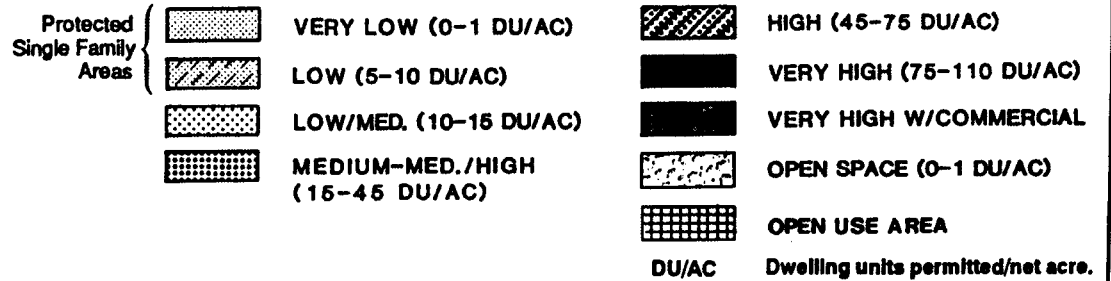 Protected
Single Family
Areas
VERY LOW (0-1 DU/AC)
LOW (5-10 DU/AC)
LOW/MED. (10-15 DU/AC)
MEDIUM-MED./HIGH
(15-45 DU/AC)
HIGH (45-75 DU/AC)
VERY HIGH (75-110 DU/AC)
VERY HIGH W/COMMERCIAL
OPEN SPACE (0-1 DU/AC)
OPEN USE AREA
DU/AC Dwelling units permitted/net acre.